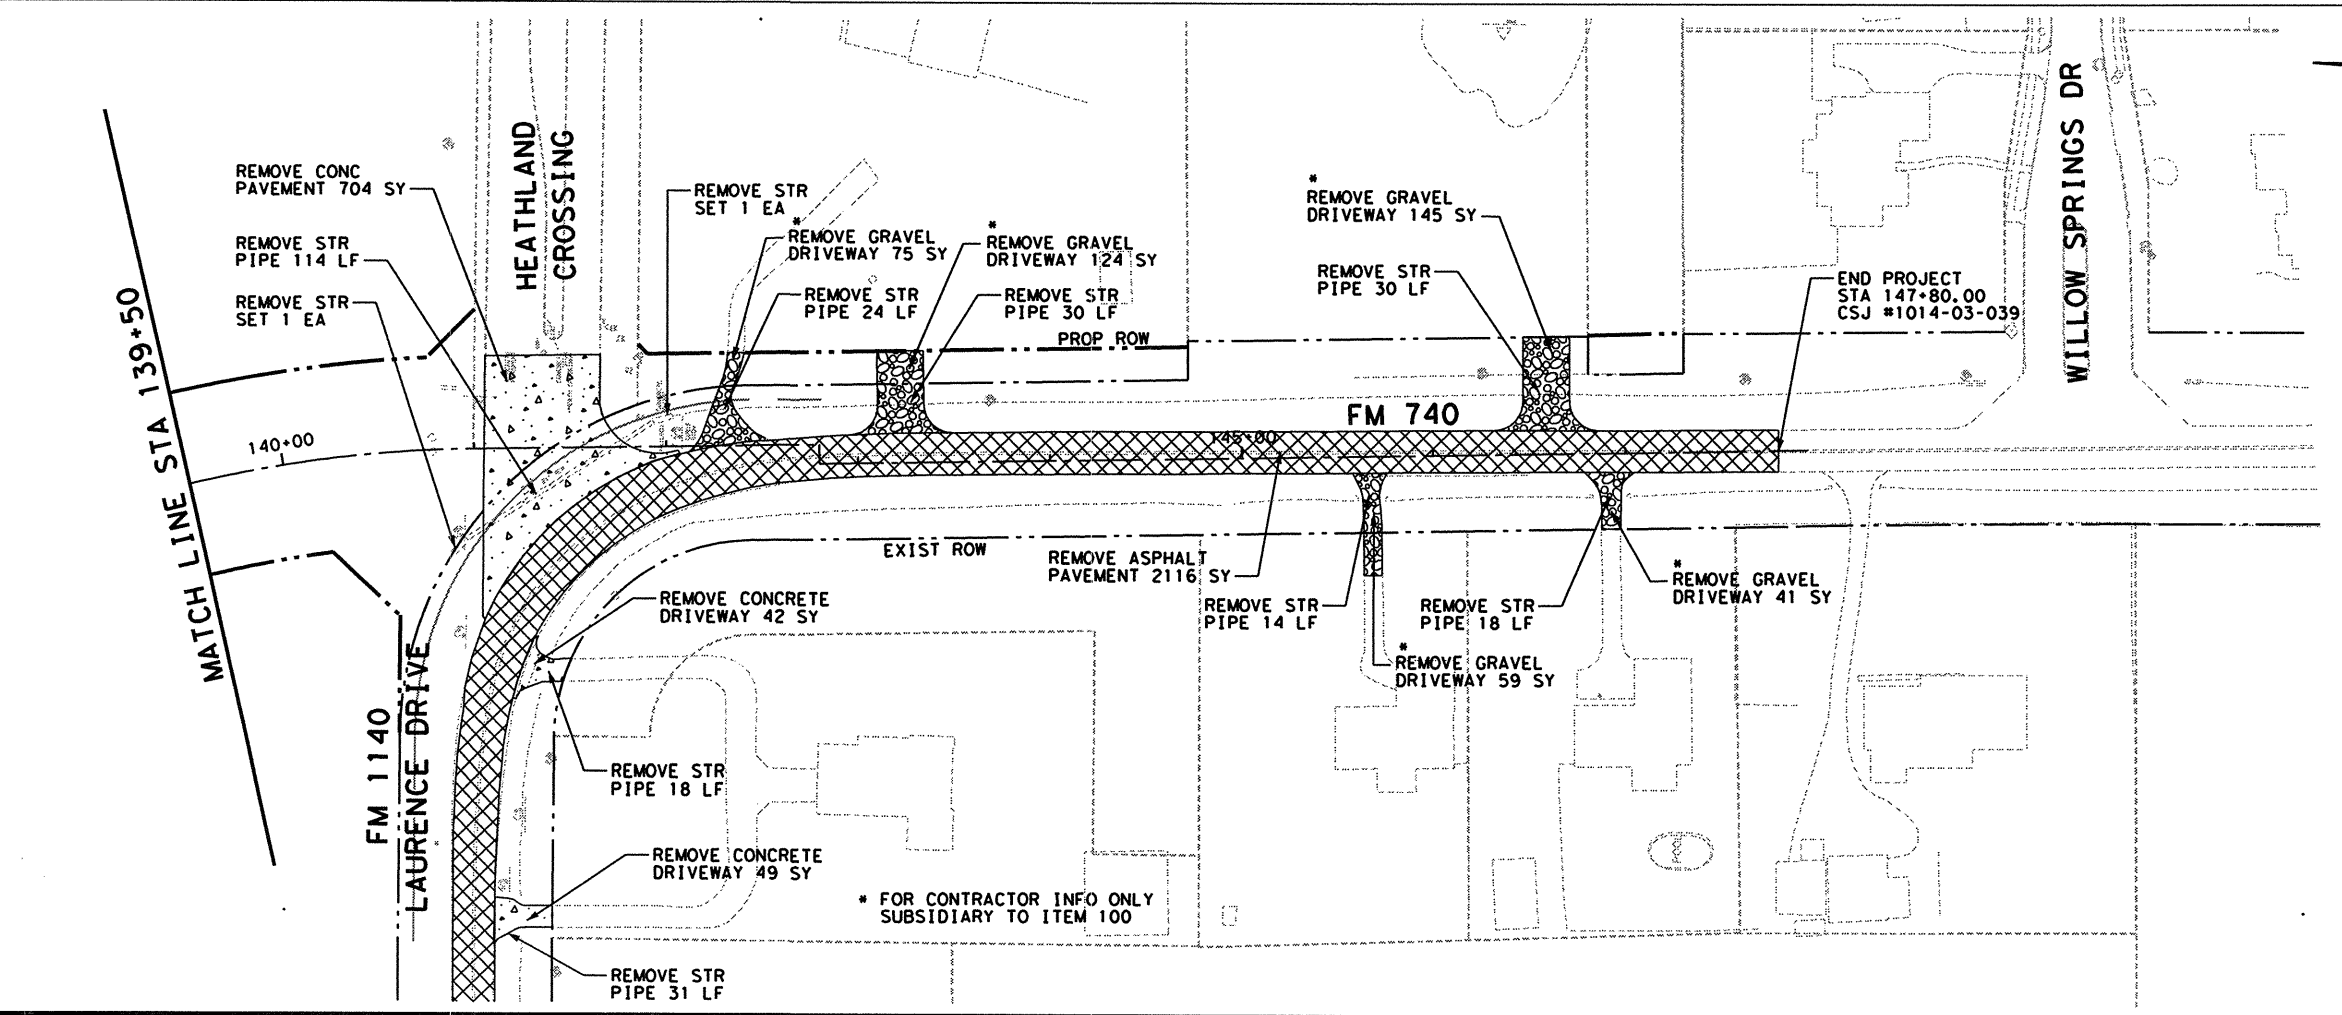 HEATHLAND
CROSSING
WILLOW SPRINGS DR
REMOVE CONC
PAVEMENT 704 SY
REMOVE STR
PIPE 114 LF
REMOVE STR
SET 1 EA
REMOVE STR
SET 1 EA
*
REMOVE GRAVEL
DRIVEWAY 75 SY
REMOVE STR
PIPE 24 LF
*
REMOVE GRAVEL
DRIVEWAY 124 SY
REMOVE STR
PIPE 30 LF
PROP ROW
*
REMOVE GRAVEL
DRIVEWAY 145 SY
REMOVE STR
PIPE 30 LF
END PROJECT
STA 147+80.00
CSJ #1014-03-039
MATCH LINE STA 139+50
140+00
FM 740
145+00
EXIST ROW
REMOVE ASPHALT
PAVEMENT 2116 SY
REMOVE STR
PIPE 14 LF
REMOVE STR
PIPE 18 LF
*
REMOVE GRAVEL
DRIVEWAY 41 SY
*
REMOVE GRAVEL
DRIVEWAY 59 SY
REMOVE CONCRETE
DRIVEWAY 42 SY
REMOVE STR
PIPE 18 LF
FM 1140
LAURENCE DRIVE
REMOVE CONCRETE
DRIVEWAY 49 SY
REMOVE STR
PIPE 31 LF
* FOR CONTRACTOR INFO ONLY
SUBSIDIARY TO ITEM 100
POOL